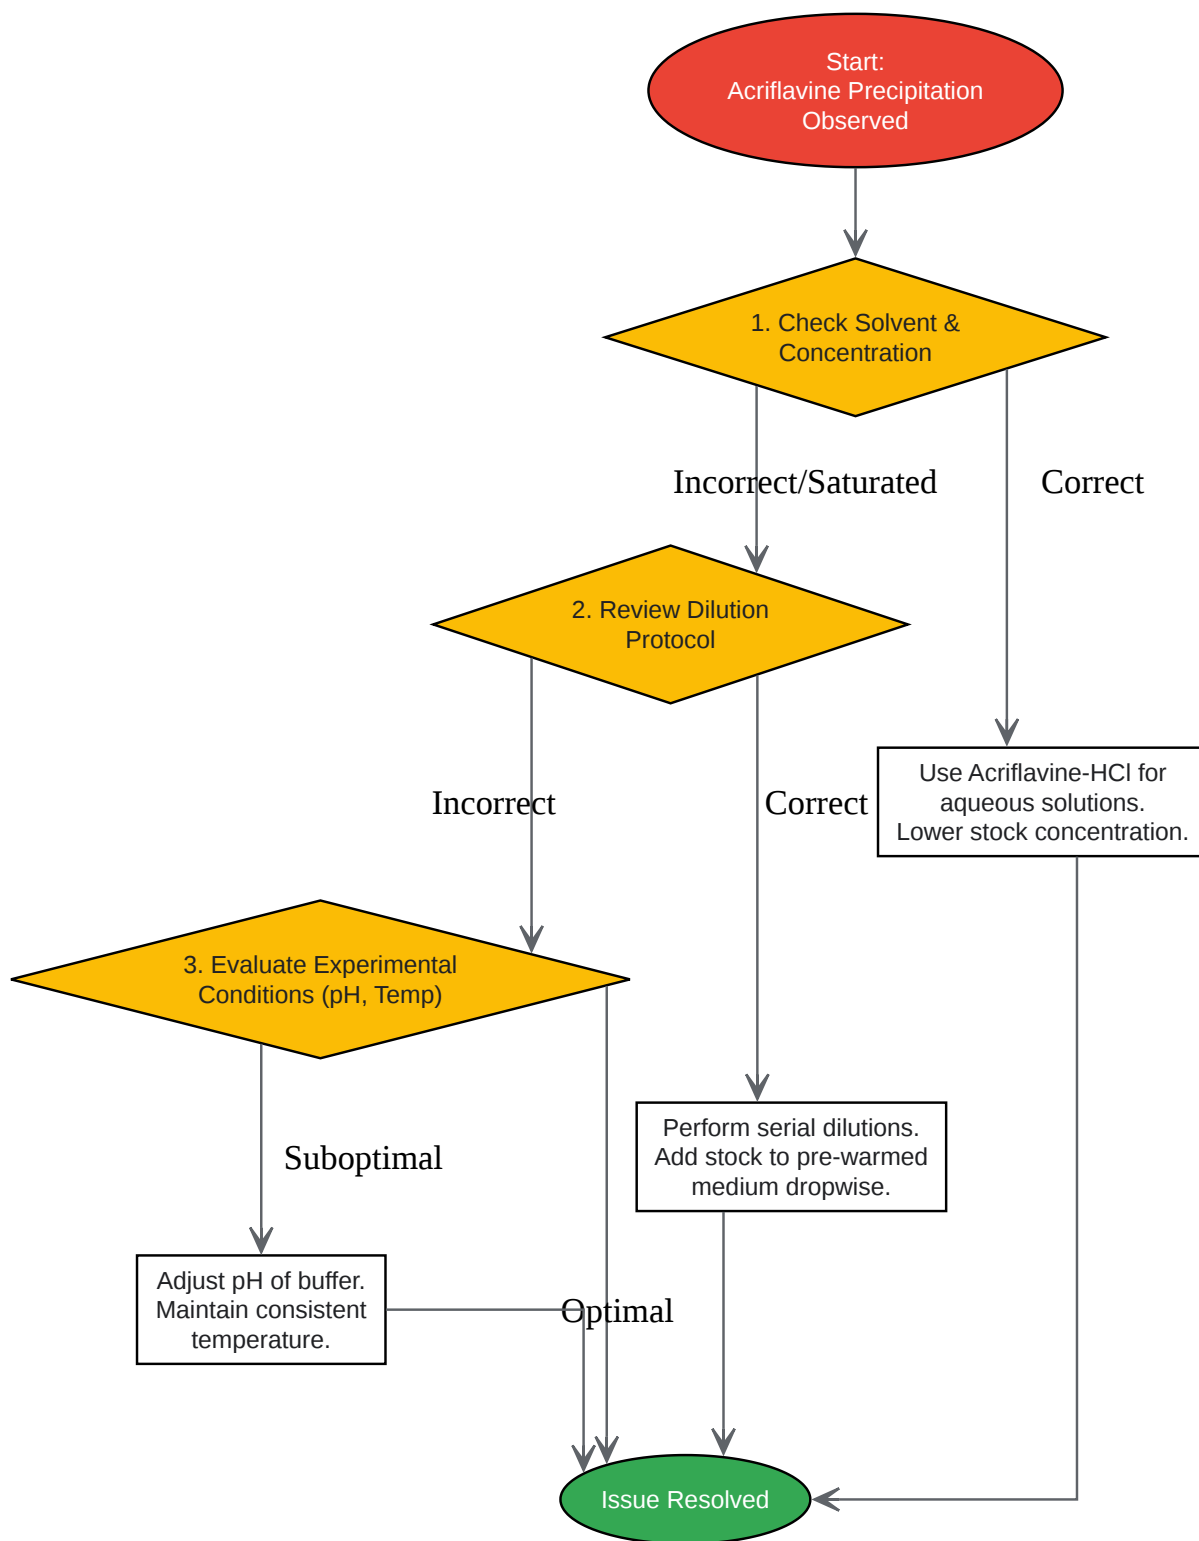 Start:
Acriflavine Precipitation
Observed
1. Check Solvent &
Concentration
Incorrect/Saturated
Correct
2. Review Dilution
Protocol
Use Acriflavine-HCl for
aqueous solutions.
Lower stock concentration.
Incorrect
Correct
3. Evaluate Experimental
Conditions (pH, Temp)
Perform serial dilutions.
Add stock to pre-warmed
medium dropwise.
Suboptimal
Adjust pH of buffer.
Maintain consistent
temperature.
Optimal
Issue Resolved